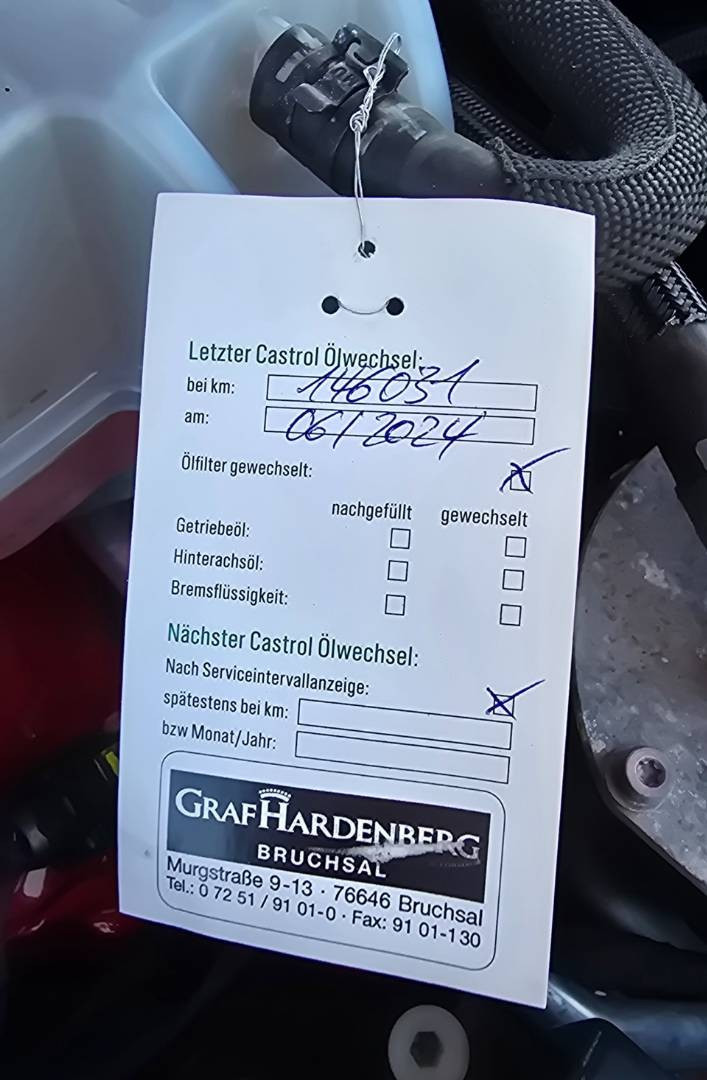 Letzter Castrol Ölwechsel:
bei km: 146031
am: 06/2024
Ölfilter gewechselt:
nachgefüllt gewechselt
Getriebeöl:
Hinterachsöl:
Bremsflüssigkeit:
Nächster Castrol Ölwechsel:
Nach Serviceintervallanzeige:
spätestens bei km:
bzw Monat/Jahr:
GRAF HARDENBERG
BRUCHSAL
Murgstraße 9-13 · 76646 Bruchsal
Tel.: 0 72 51 / 91 01-0 · Fax: 91 01-130